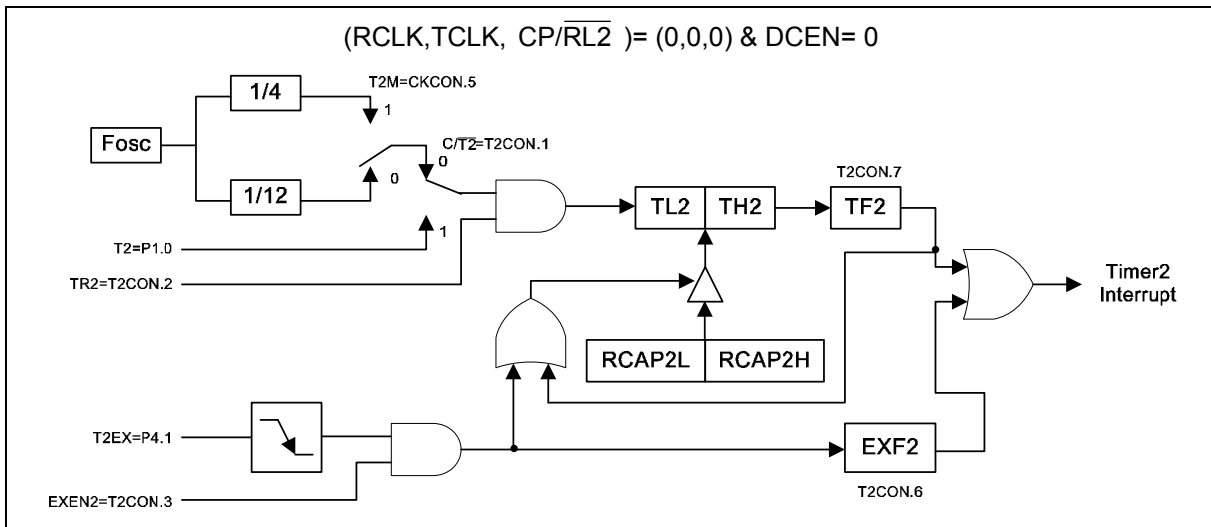 (RCLK,TCLK, CP/R̅L̅2̅ )= (0,0,0) & DCEN= 0
T2M=CKCON.5
1/4
1
Fosc
C/T̅2̅=T2CON.1
0
0
1/12
T2CON.7
TL2 TH2 TF2
1
T2=P1.0
TR2=T2CON.2
Timer2
Interrupt
RCAP2L RCAP2H
T2EX=P4.1
EXF2
EXEN2=T2CON.3
T2CON.6